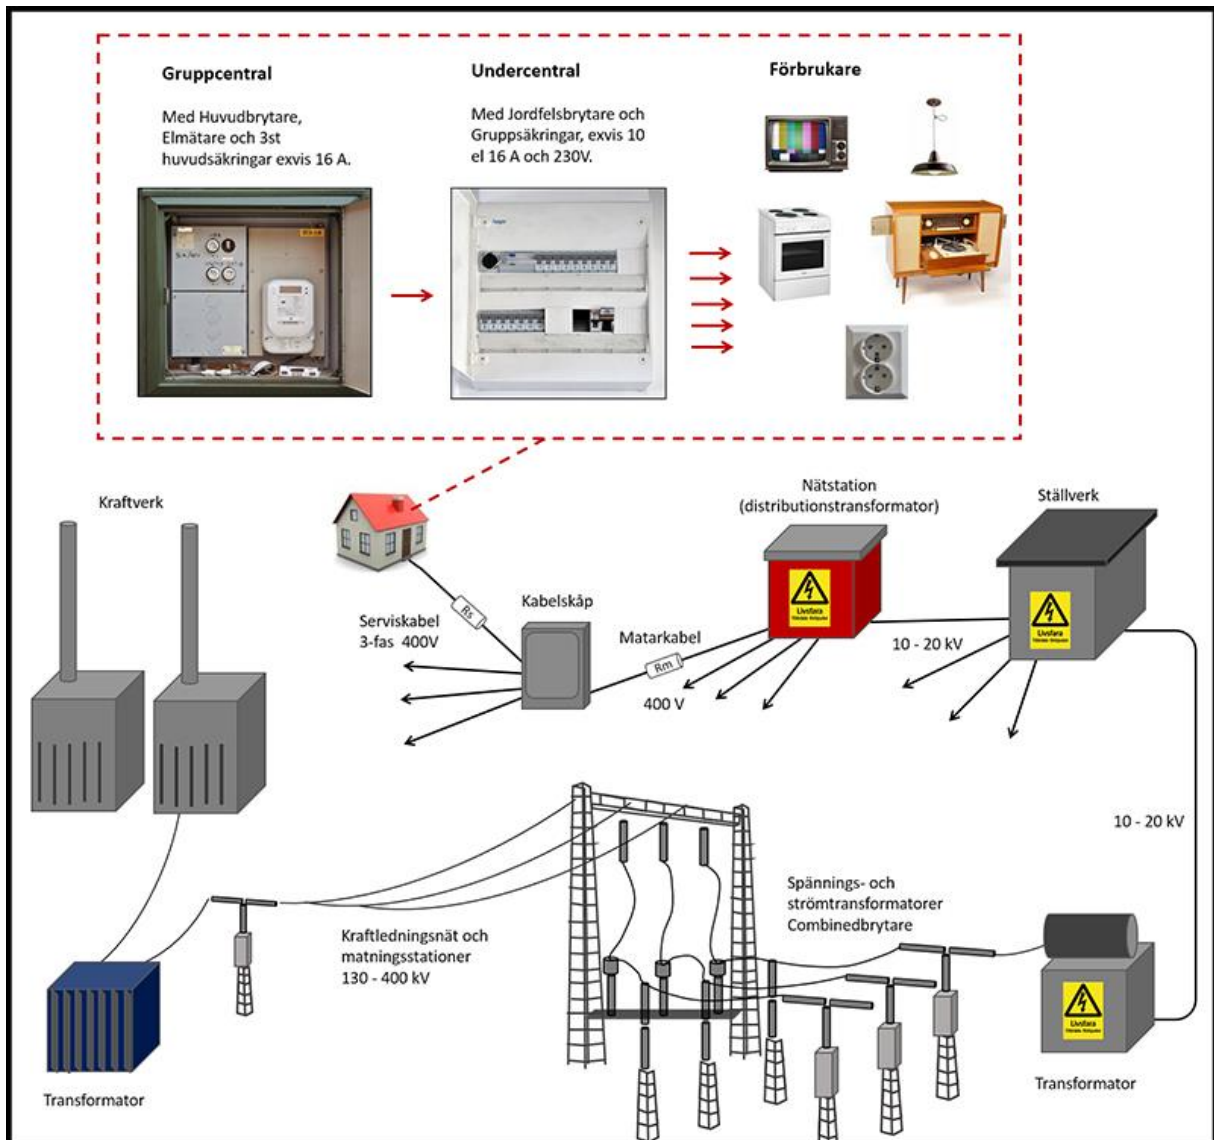 Gruppcentral
Med Huvudbrytare,
Elmätare och 3st
huvudsäkringar exvis 16 A.
Undercentral
Med Jordfelsbrytare och
Gruppsäkringar, exvis 10
el 16 A och 230V.
Förbrukare
Kraftverk
Nätstation
(distributionstransformator)
Ställverk
Kabelskåp
Serviskabel
3-fas 400V
Rs
Matarkabel
Rm
400 V
Livsfara
10 - 20 kV
Livsfara
10 - 20 kV
Kraftledningsnät och
matningsstationer
130 - 400 kV
Spännings- och
strömtransformatorer
Combinedbrytare
Livsfara
Transformator
Transformator